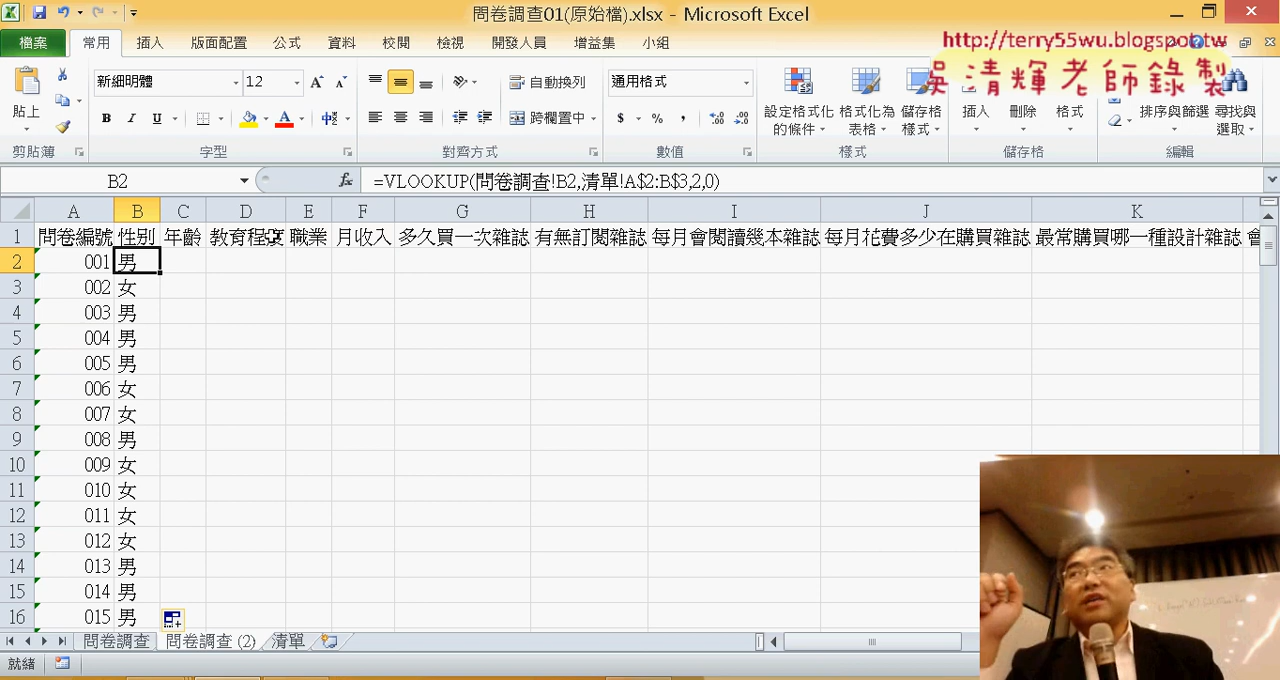 問卷調查01(原始檔).xlsx - Microsoft Excel
檔案 常用 插入 版面配置 公式 資料 校閱 檢視 開發人員 增益集 小組
http://terry55wu.blogspot.tw
吳清輝老師錄製
新細明體 12 自動換列 通用格式
貼上 B I U A 中 跨欄置中 $ % , 設定格式化的條件 格式化為表格 儲存格樣式 插入 刪除 格式 排序與篩選 尋找與選取
剪貼簿 字型 對齊方式 數值 樣式 儲存格 編輯
B2 fx =VLOOKUP(問卷調查!B2,清單!A$2:B$3,2,0)
A B C D E F G H I J K
1 問卷編號 性別 年齡 教育程度 職業 月收入 多久買一次雜誌 有無訂閱雜誌 每月會閱讀幾本雜誌 每月花費多少在購買雜誌 最常購買哪一種設計雜誌 會
2 001 男
3 002 女
4 003 男
5 004 男
6 005 男
7 006 女
8 007 女
9 008 男
10 009 女
11 010 女
12 011 女
13 012 女
14 013 男
15 014 男
16 015 男
問卷調查 問卷調查 (2) 清單
就緒